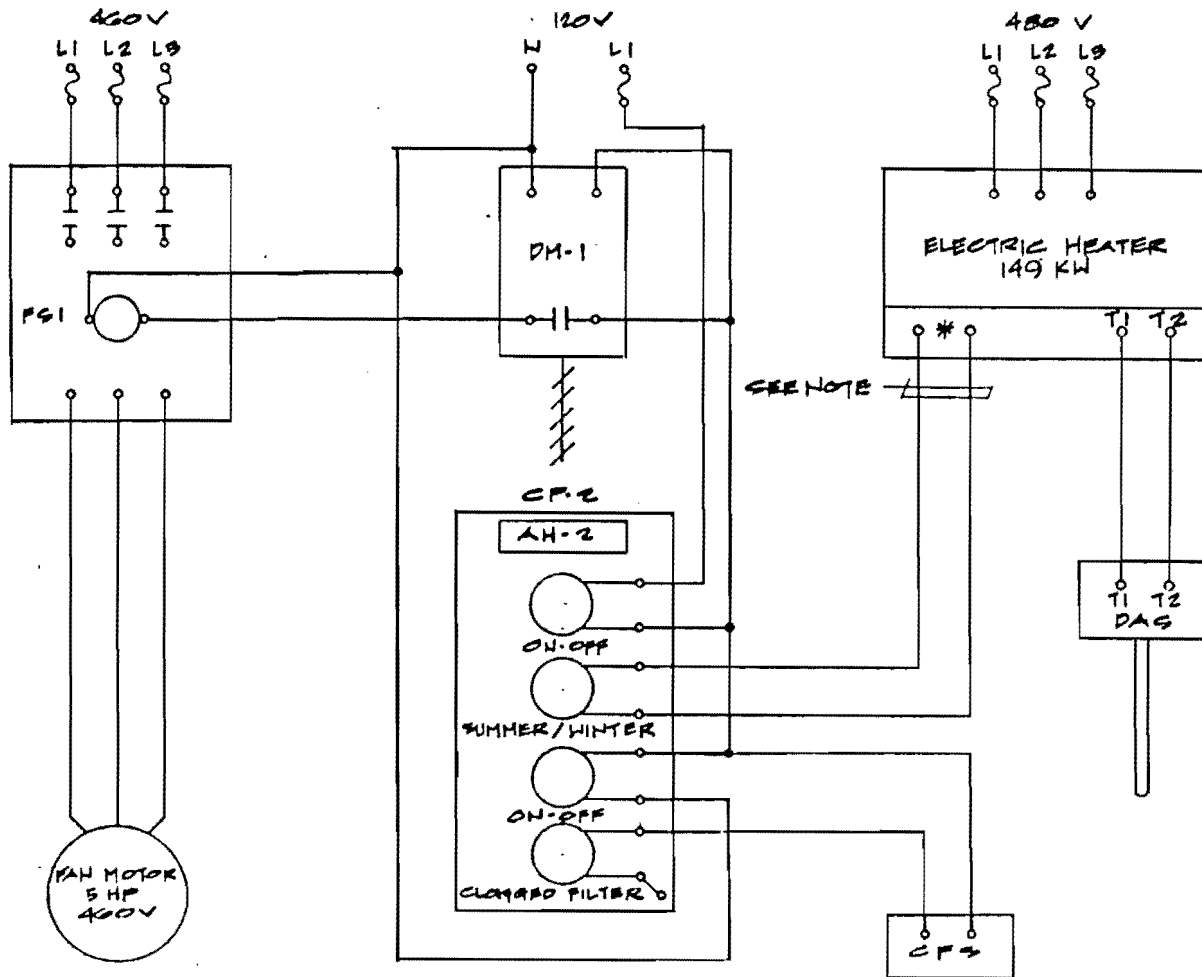 460V
L1 L2 L3
120V
N L1
480 V
L1 L2 L3
FS1
DM-1
ELECTRIC HEATER
149 KW
* T1 T2
SEE NOTE
CP-2
AH-2
ON-OFF
SUMMER/WINTER
ON-OFF
CLOGGED FILTER
T1 T2
DAS
FAN MOTOR
5 HP
460V
CFS